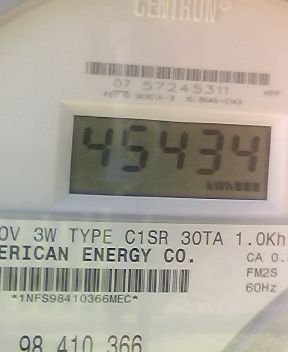 CENTRON®
07 57245311
45434
kWh
0V 3W TYPE C1SR 30TA 1.0Kh
ERICAN ENERGY CO. CA 0.
FM2S
*1NFS98410366MEC* 60Hz
98 410 366